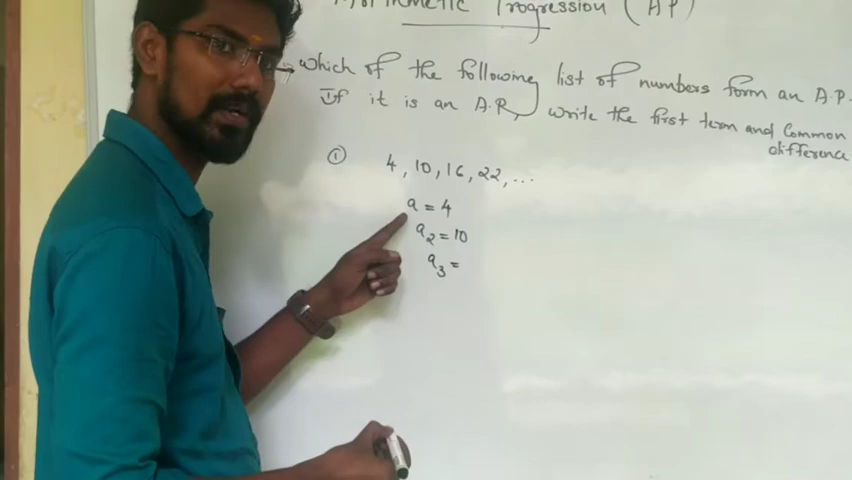 Arithmetic Progression (AP)
→ Which of the following list of numbers form an A.P.
If it is an A.P, write the first term and Common
difference
① 4, 10, 16, 22, ...
a = 4
a₂ = 10
a₃ =